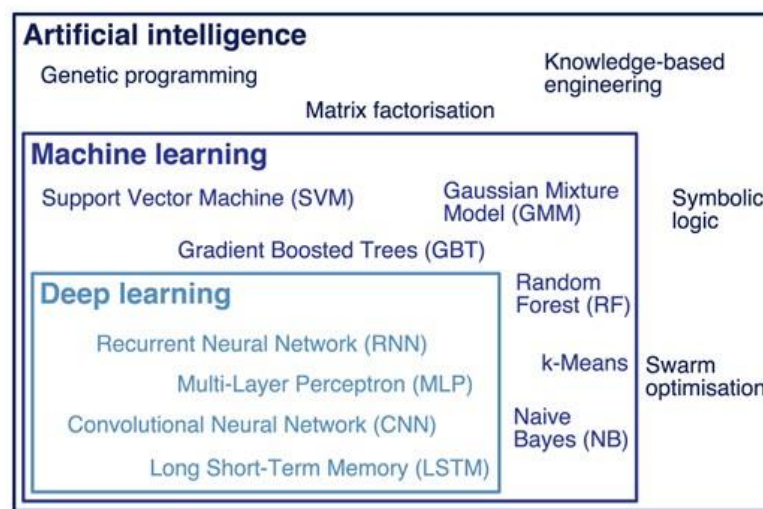 Artificial intelligence
Genetic programming
Knowledge-based
engineering
Matrix factorisation
Machine learning
Support Vector Machine (SVM)
Gaussian Mixture
Model (GMM)
Symbolic
logic
Gradient Boosted Trees (GBT)
Deep learning
Random
Forest (RF)
Recurrent Neural Network (RNN)
k-Means
Swarm
optimisation
Multi-Layer Perceptron (MLP)
Convolutional Neural Network (CNN)
Naive
Bayes (NB)
Long Short-Term Memory (LSTM)